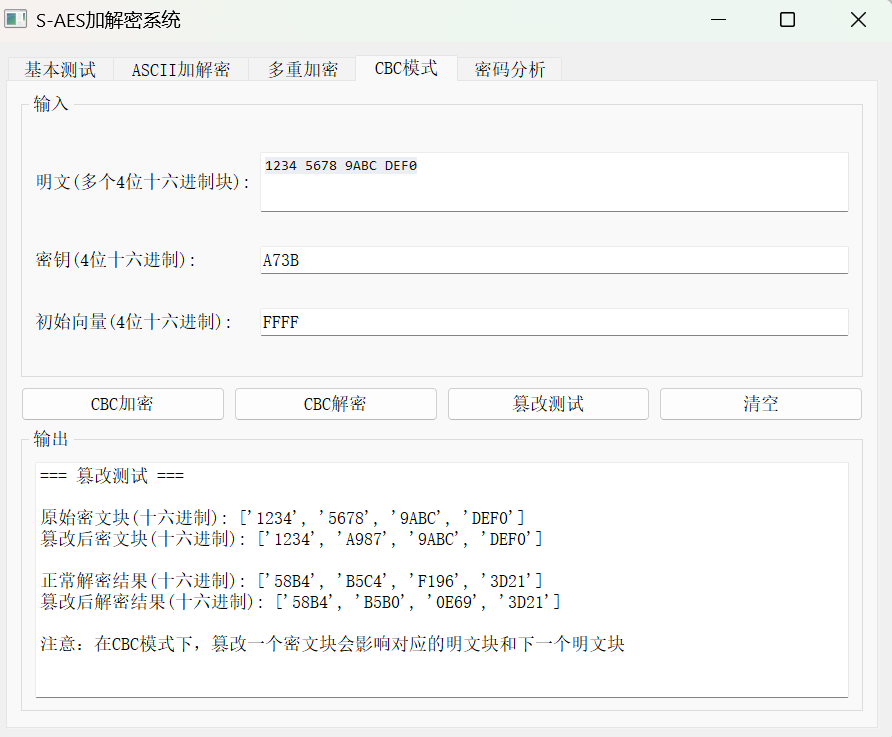 S-AES加解密系统
基本测试 ASCII加解密 多重加密 CBC模式 密码分析
输入
明文(多个4位十六进制块): 1234 5678 9ABC DEF0
密钥(4位十六进制): A73B
初始向量(4位十六进制): FFFF
CBC加密 CBC解密 篡改测试 清空
输出
=== 篡改测试 ===
原始密文块(十六进制): ['1234', '5678', '9ABC', 'DEF0']
篡改后密文块(十六进制): ['1234', 'A987', '9ABC', 'DEF0']
正常解密结果(十六进制): ['58B4', 'B5C4', 'F196', '3D21']
篡改后解密结果(十六进制): ['58B4', 'B5B0', '0E69', '3D21']
注意: 在CBC模式下, 篡改一个密文块会影响对应的明文块和下一个明文块